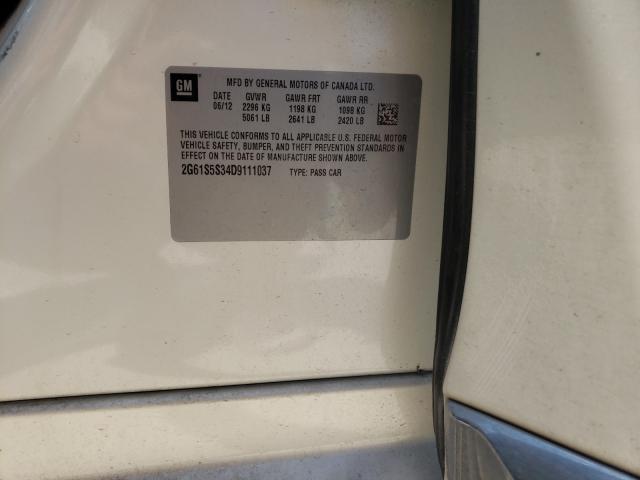 GM
MFD BY GENERAL MOTORS OF CANADA LTD.
DATE GVWR GAWR FRT GAWR RR
06/12 2296 KG 1198 KG 1098 KG
5061 LB 2641 LB 2420 LB
THIS VEHICLE CONFORMS TO ALL APPLICABLE U.S. FEDERAL MOTOR
VEHICLE SAFETY, BUMPER, AND THEFT PREVENTION STANDARDS IN
EFFECT ON THE DATE OF MANUFACTURE SHOWN ABOVE.
2G61S5S34D9111037 TYPE: PASS CAR